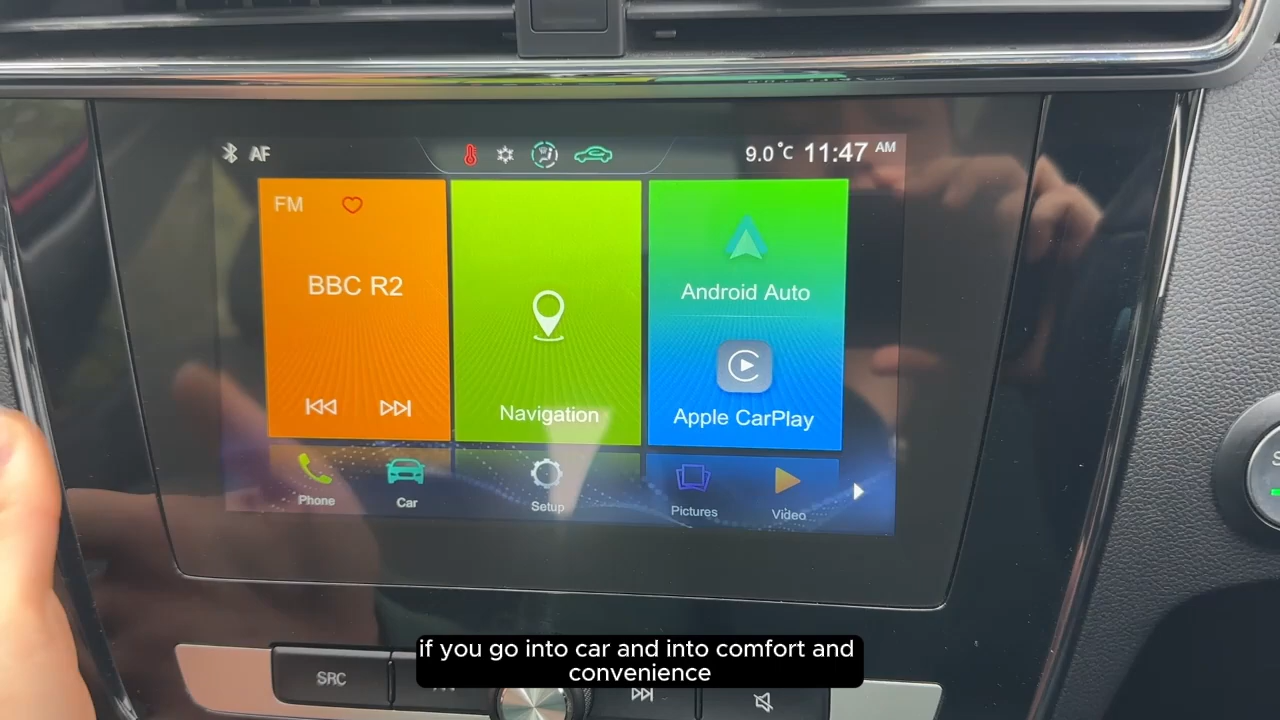 AF
9.0°C 11:47 AM
FM
BBC R2
Navigation
Android Auto
Apple CarPlay
Phone
Car
Setup
Pictures
Video
if you go into car and into comfort and
convenience
SRC